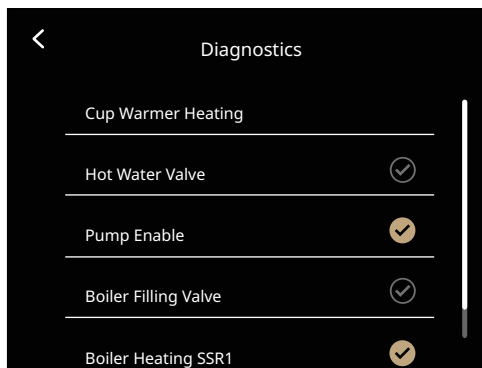 Diagnostics
Cup Warmer Heating
Hot Water Valve
Pump Enable
Boiler Filling Valve
Boiler Heating SSR1